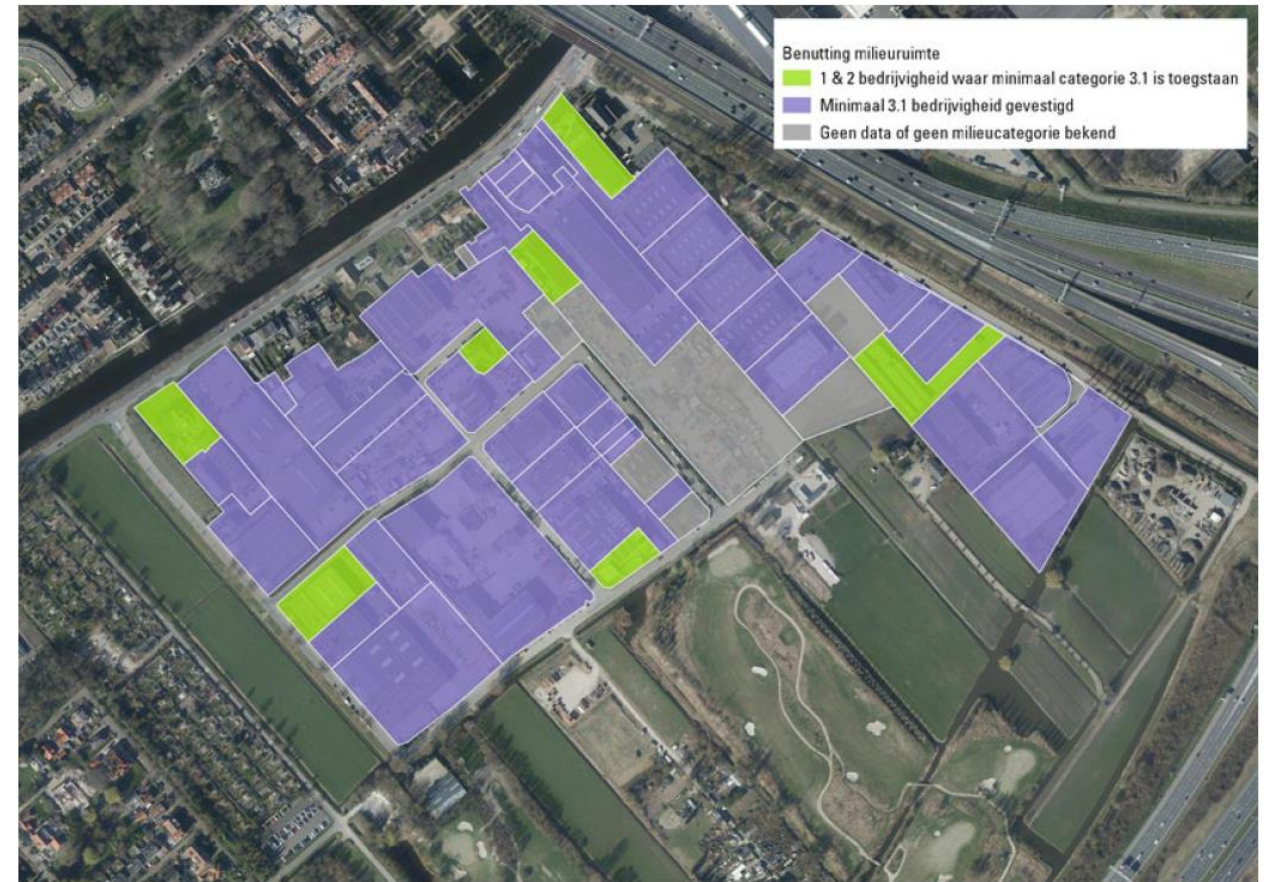 Benutting milieuruimte
1 & 2 bedrijvigheid waar minimaal categorie 3.1 is toegstaan
Minimaal 3.1 bedrijvigheid gevestigd
Geen data of geen milieucategorie bekend